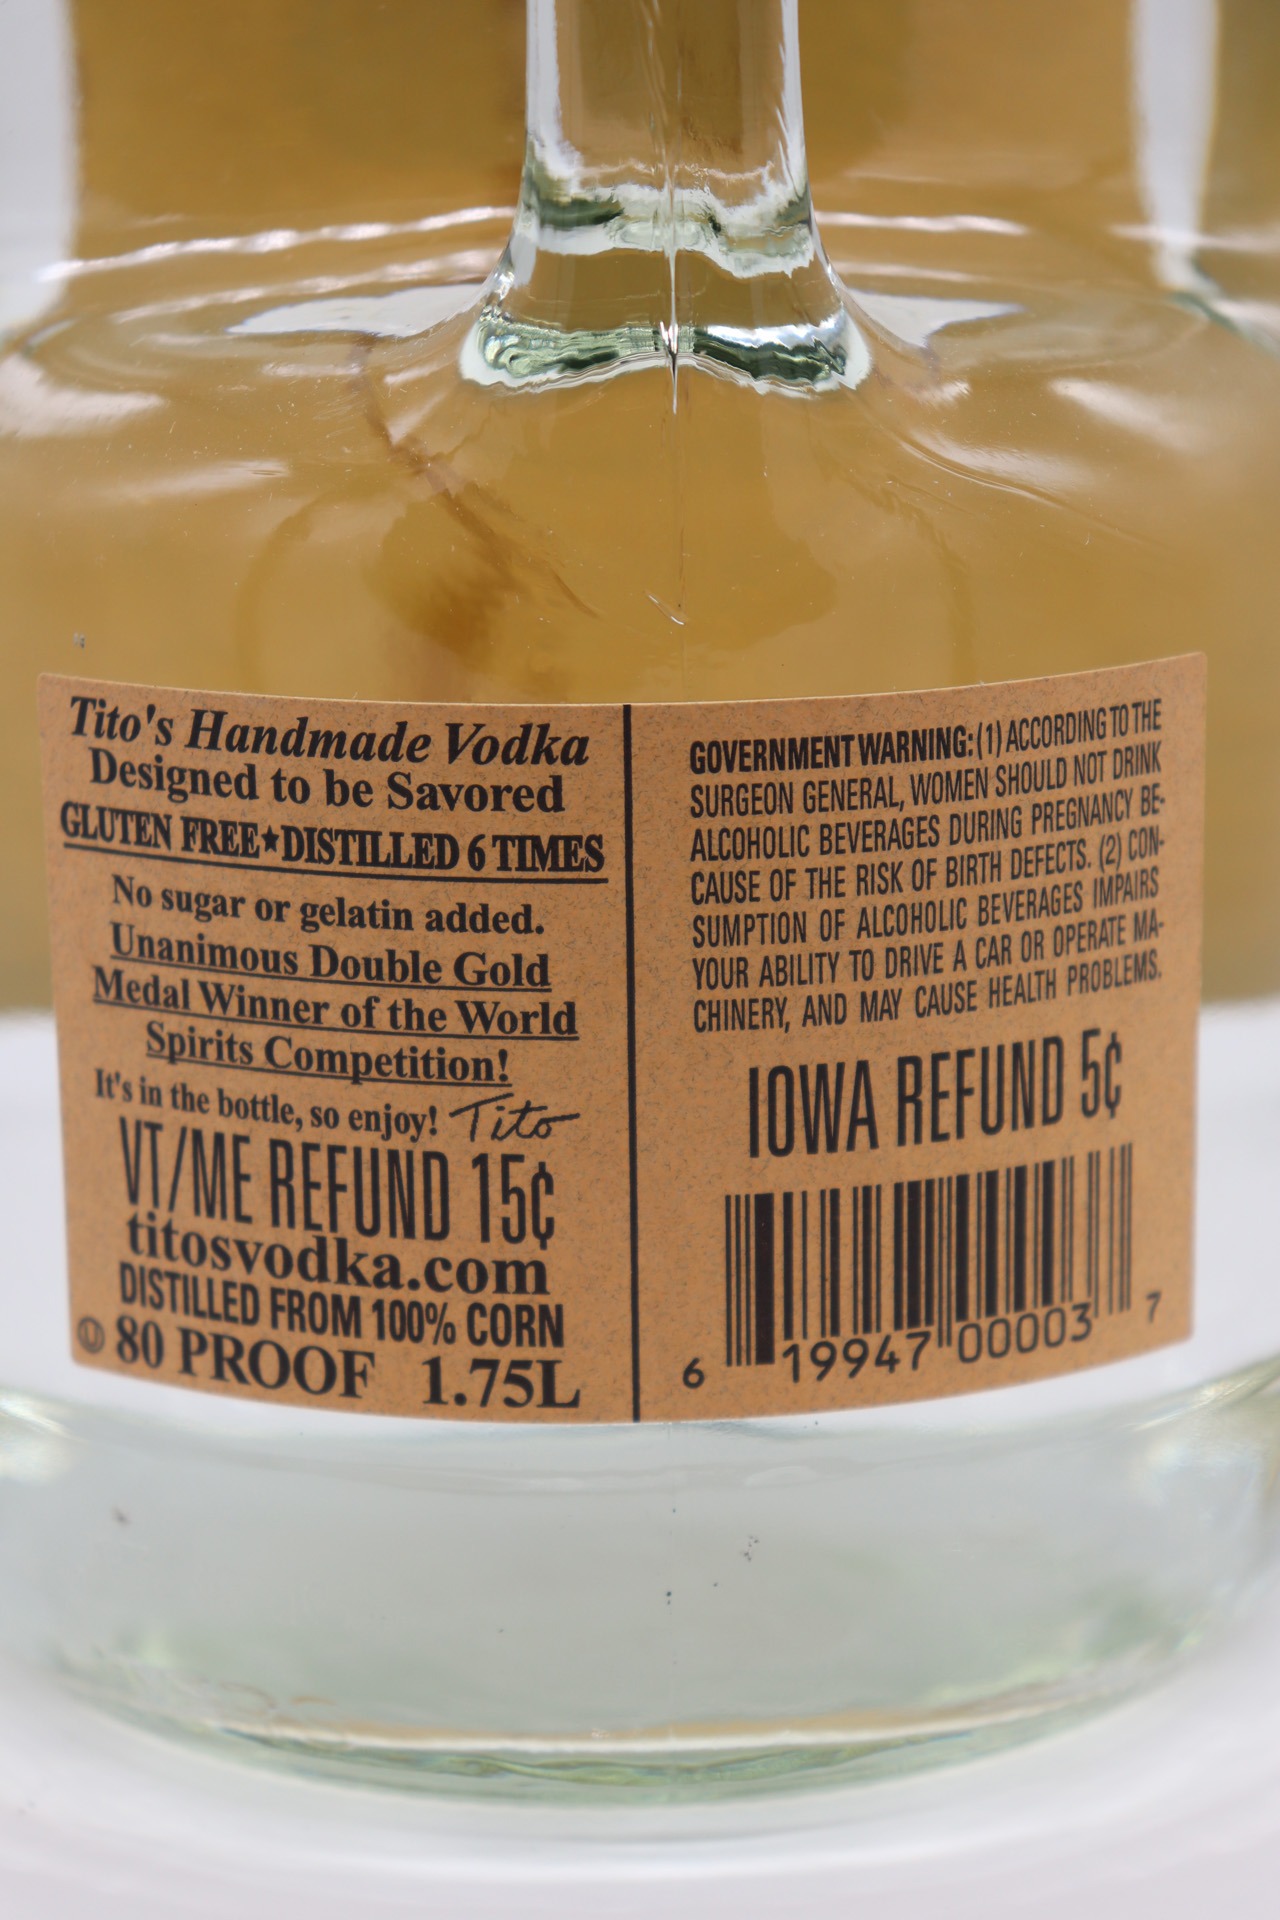 Tito's Handmade Vodka
Designed to be Savored
GLUTEN FREE★DISTILLED 6 TIMES
No sugar or gelatin added.
Unanimous Double Gold
Medal Winner of the World
Spirits Competition!
It's in the bottle, so enjoy! Tito
VT/ME REFUND 15¢
titosvodka.com
DISTILLED FROM 100% CORN
U 80 PROOF 1.75L
GOVERNMENT WARNING: (1) ACCORDING TO THE
SURGEON GENERAL, WOMEN SHOULD NOT DRINK
ALCOHOLIC BEVERAGES DURING PREGNANCY BE-
CAUSE OF THE RISK OF BIRTH DEFECTS. (2) CON-
SUMPTION OF ALCOHOLIC BEVERAGES IMPAIRS
YOUR ABILITY TO DRIVE A CAR OR OPERATE MA-
CHINERY, AND MAY CAUSE HEALTH PROBLEMS.
IOWA REFUND 5¢
6 19947 00003 7